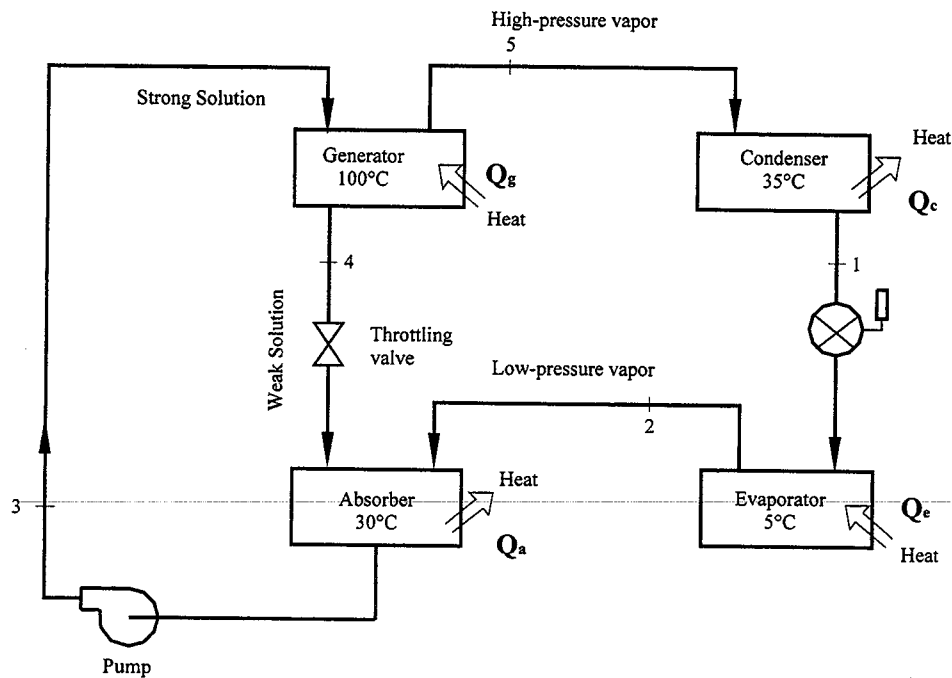 High-pressure vapor
5
Strong Solution
Generator
100°C
Qg
Heat
Condenser
35°C
Heat
Qc
4
1
Weak Solution
Throttling
valve
Low-pressure vapor
2
3
Absorber
30°C
Heat
Qa
Evaporator
5°C
Qe
Heat
Pump